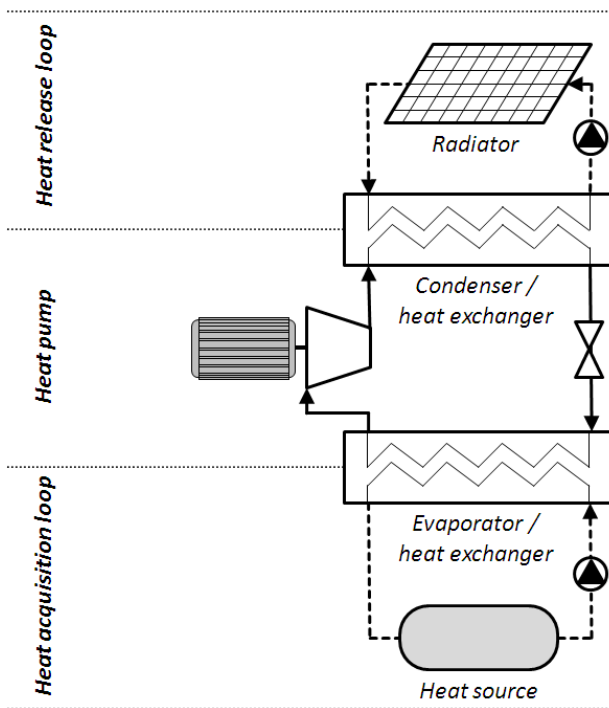 Heat release loop
Radiator
Heat pump
Condenser /
heat exchanger
Heat acquisition loop
Evaporator /
heat exchanger
Heat source